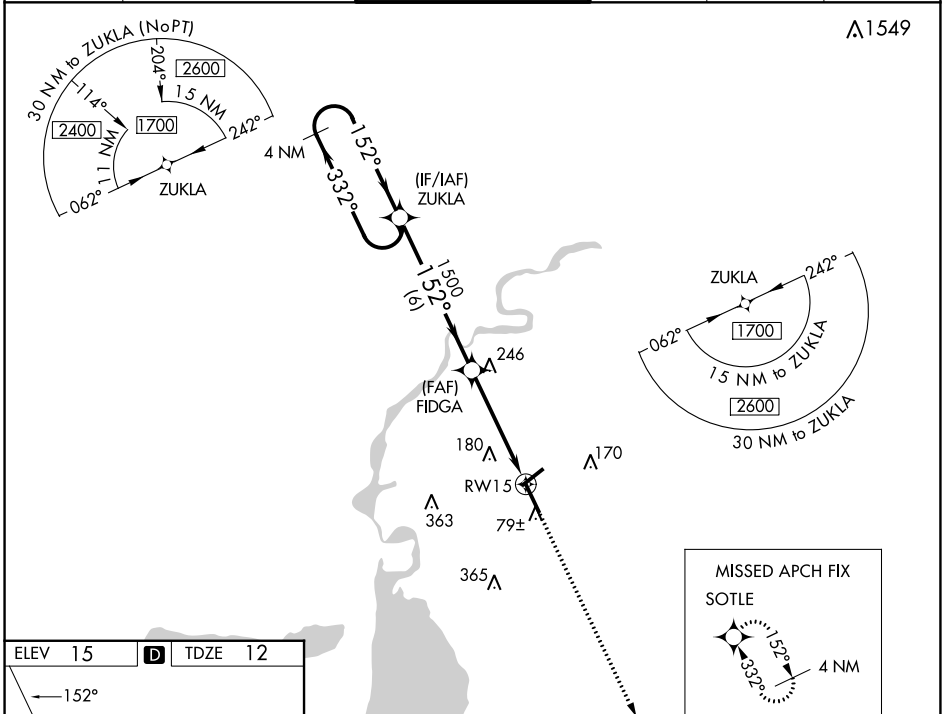 1549
30 NM to ZUKLA (NoPT)
204°
2600
114°
15 NM
2400
1700
242°
11 NM
062°
ZUKLA
4 NM
152°
332°
(IF/IAF)
ZUKLA
1500
152°
(6)
ZUKLA
242°
062°
1700
15 NM to ZUKLA
2600
30 NM to ZUKLA
246
(FAF)
FIDGA
180
170
RW15
363
79±
365
MISSED APCH FIX
SOTLE
152°
332°
4 NM
ELEV 15 D TDZE 12
152°